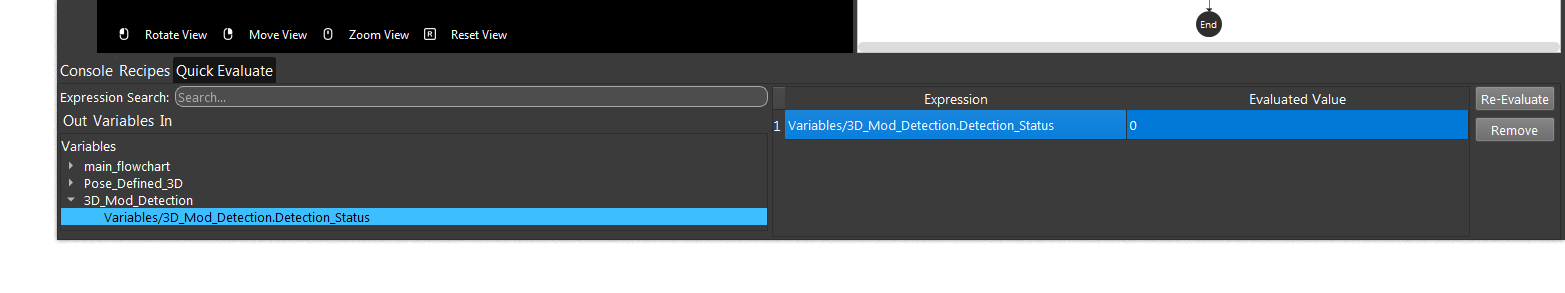 End
Rotate View Move View Zoom View R Reset View
Console Recipes Quick Evaluate
Expression Search: Search...
Out Variables In
Variables
main_flowchart
Pose_Defined_3D
3D_Mod_Detection
Variables/3D_Mod_Detection.Detection_Status
Expression Evaluated Value
1 Variables/3D_Mod_Detection.Detection_Status 0
Re-Evaluate
Remove